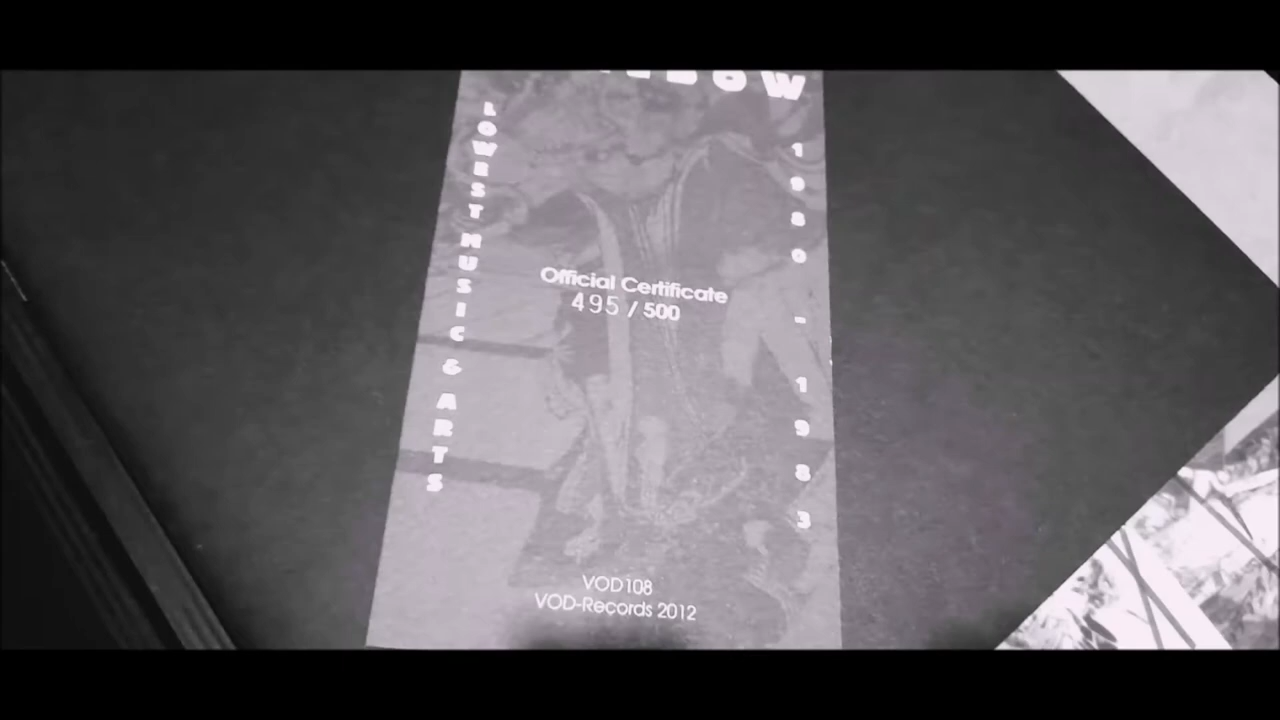 LOWEST MUSIC & ARTS
1980 - 1983
Official Certificate
495 / 500
VOD108
VOD-Records 2012